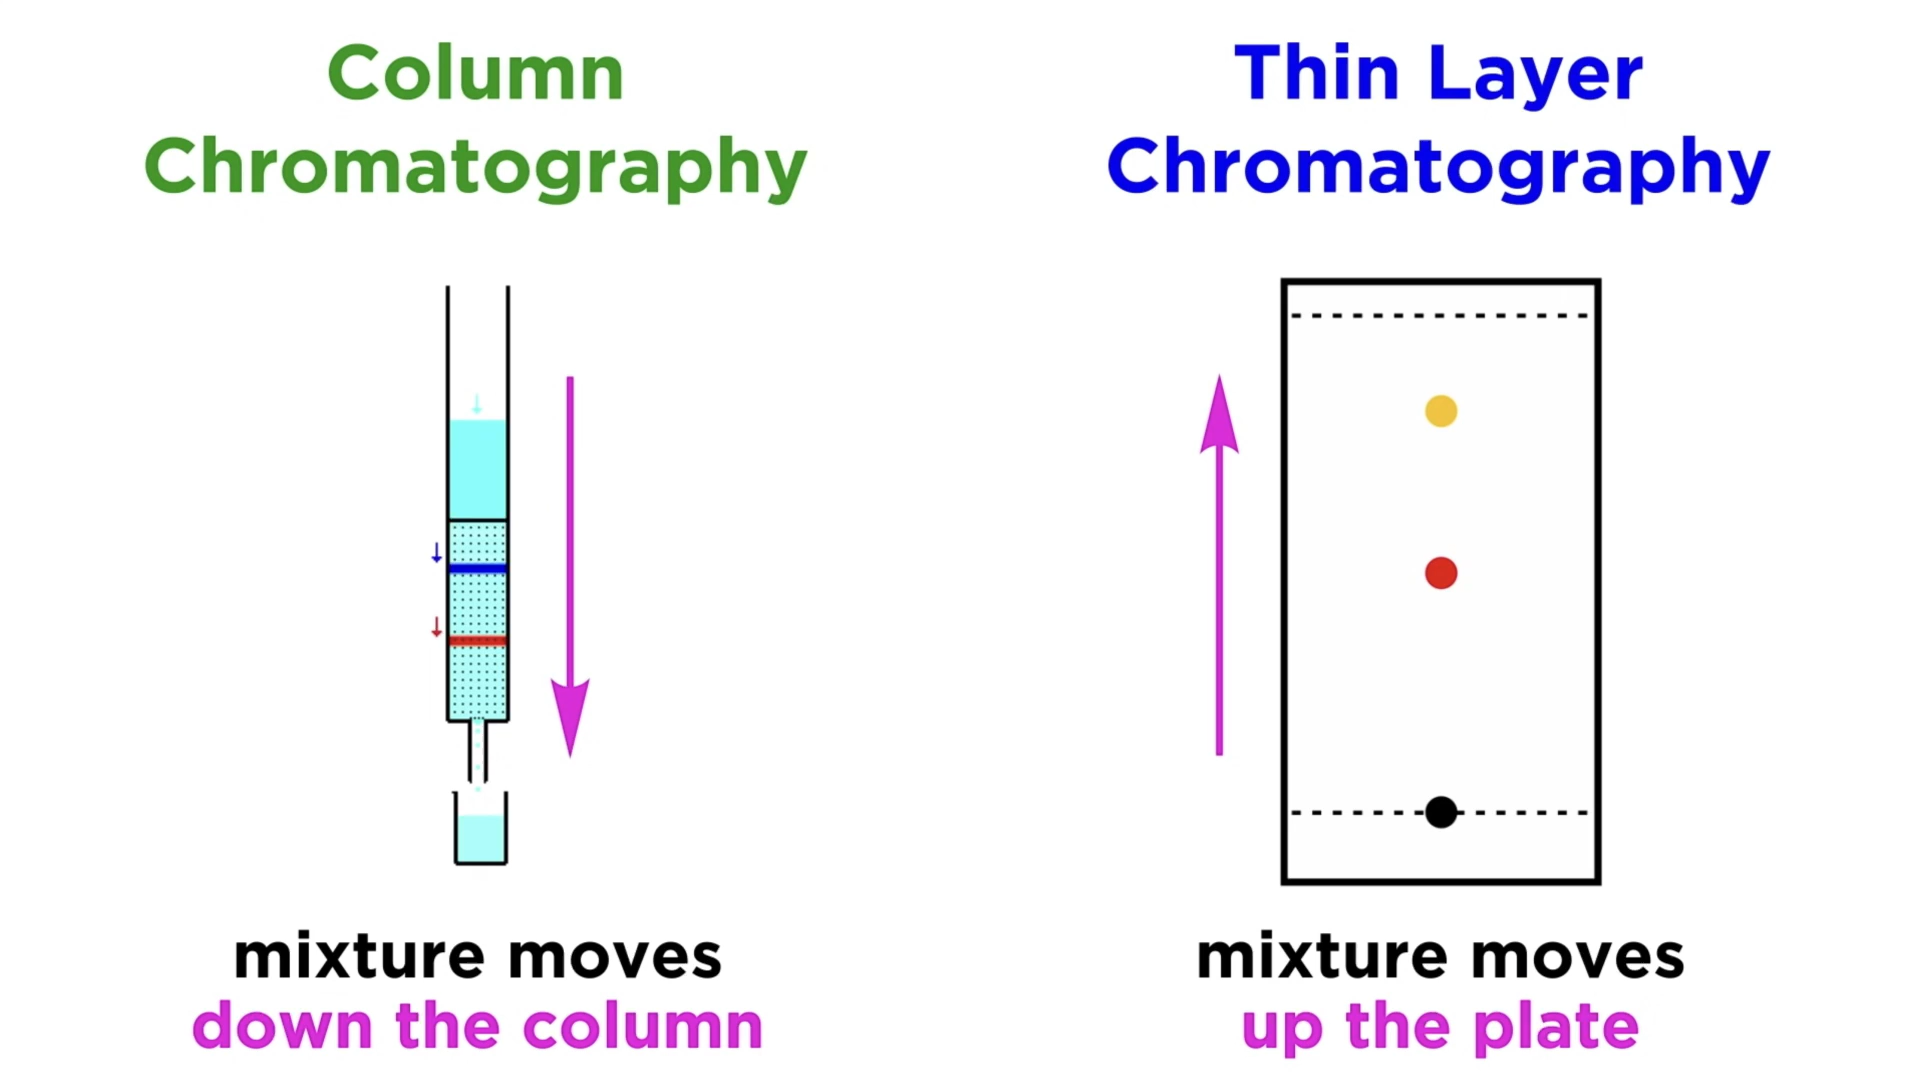 Column
Chromatography
mixture moves
down the column
Thin Layer
Chromatography
mixture moves
up the plate